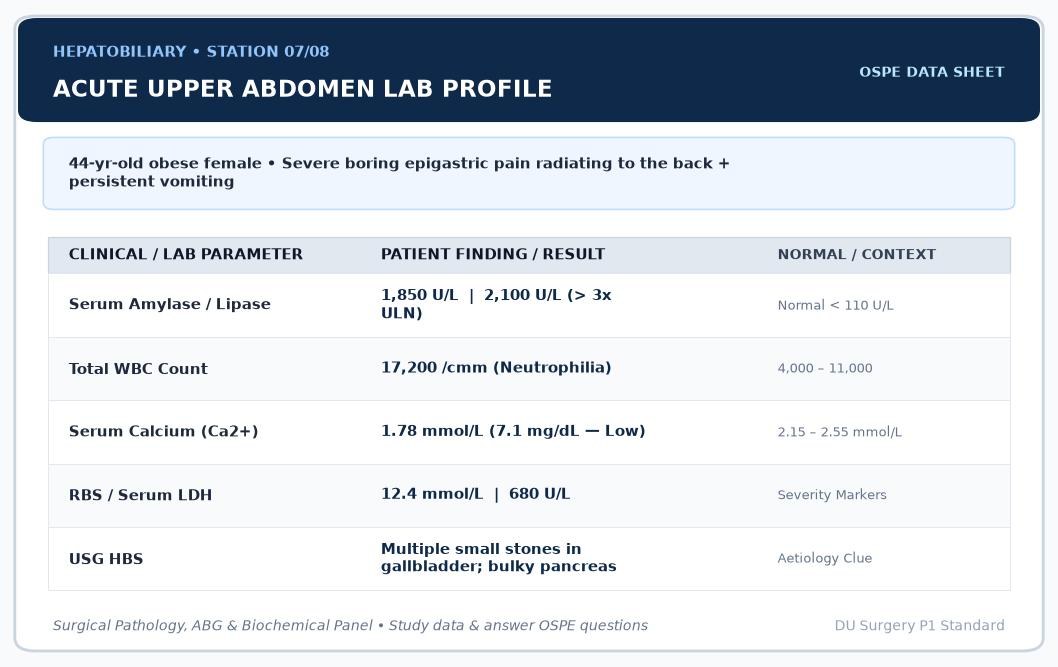 HEPATOBILIARY • STATION 07/08
ACUTE UPPER ABDOMEN LAB PROFILE
OSPE DATA SHEET
44-yr-old obese female • Severe boring epigastric pain radiating to the back +
persistent vomiting
CLINICAL / LAB PARAMETER PATIENT FINDING / RESULT NORMAL / CONTEXT
Serum Amylase / Lipase 1,850 U/L | 2,100 U/L (> 3x
ULN) Normal < 110 U/L
Total WBC Count 17,200 /cmm (Neutrophilia) 4,000 – 11,000
Serum Calcium (Ca2+) 1.78 mmol/L (7.1 mg/dL — Low) 2.15 – 2.55 mmol/L
RBS / Serum LDH 12.4 mmol/L | 680 U/L Severity Markers
USG HBS Multiple small stones in
gallbladder; bulky pancreas Aetiology Clue
Surgical Pathology, ABG & Biochemical Panel • Study data & answer OSPE questions DU Surgery P1 Standard